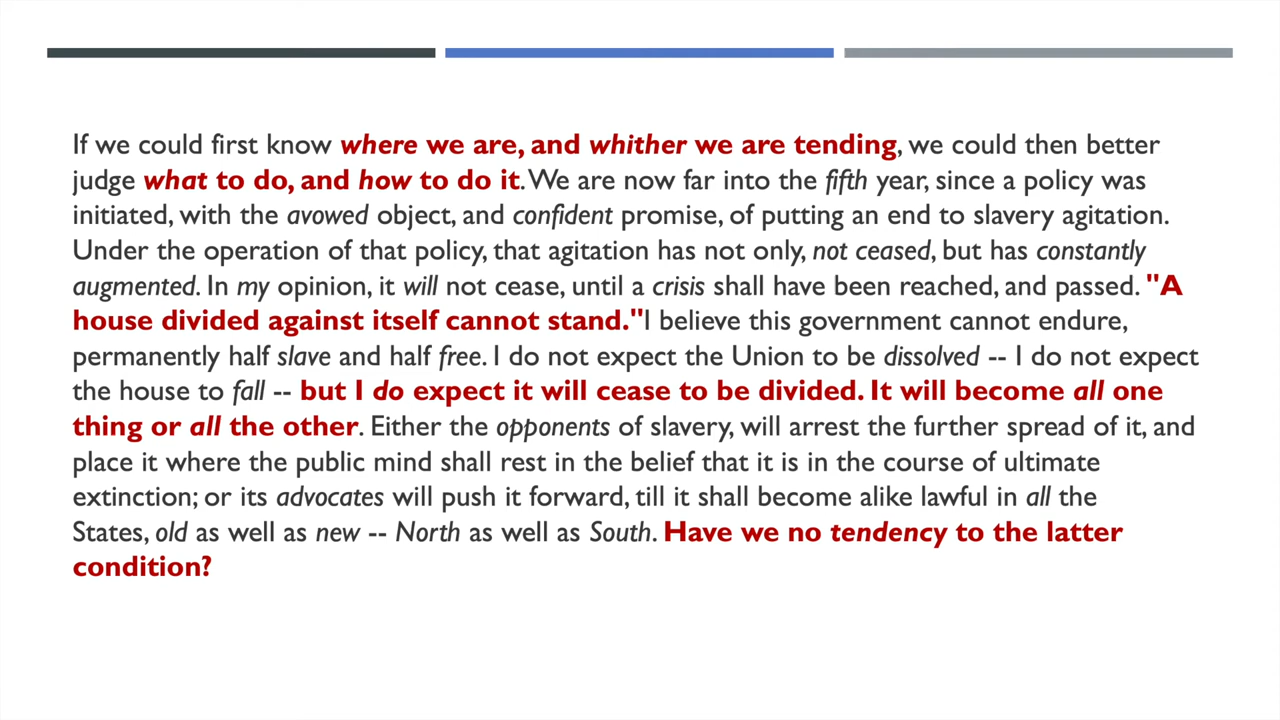 If we could first know where we are, and whither we are tending, we could then better
judge what to do, and how to do it. We are now far into the fifth year, since a policy was
initiated, with the avowed object, and confident promise, of putting an end to slavery agitation.
Under the operation of that policy, that agitation has not only, not ceased, but has constantly
augmented. In my opinion, it will not cease, until a crisis shall have been reached, and passed. "A
house divided against itself cannot stand." I believe this government cannot endure,
permanently half slave and half free. I do not expect the Union to be dissolved -- I do not expect
the house to fall -- but I do expect it will cease to be divided. It will become all one
thing or all the other. Either the opponents of slavery, will arrest the further spread of it, and
place it where the public mind shall rest in the belief that it is in the course of ultimate
extinction; or its advocates will push it forward, till it shall become alike lawful in all the
States, old as well as new -- North as well as South. Have we no tendency to the latter
condition?